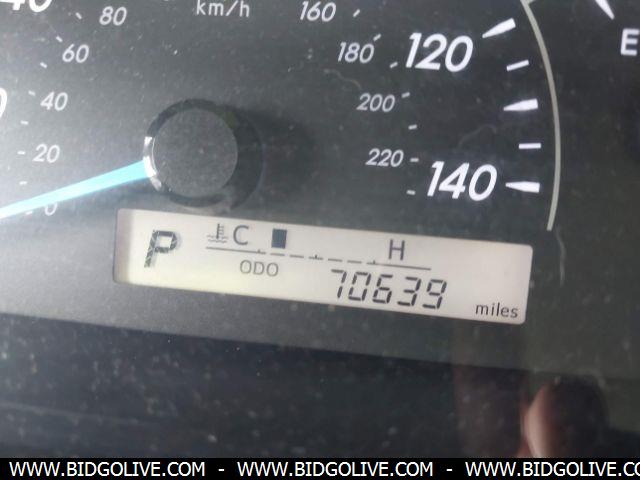 80 km/h 160
60 180 120 E
40 200
20 220
0 140
P C H
ODO 70639 miles
WWW.BIDGOLIVE.COM - WWW.BIDGOLIVE.COM - WWW.BIDGOLIVE.COM